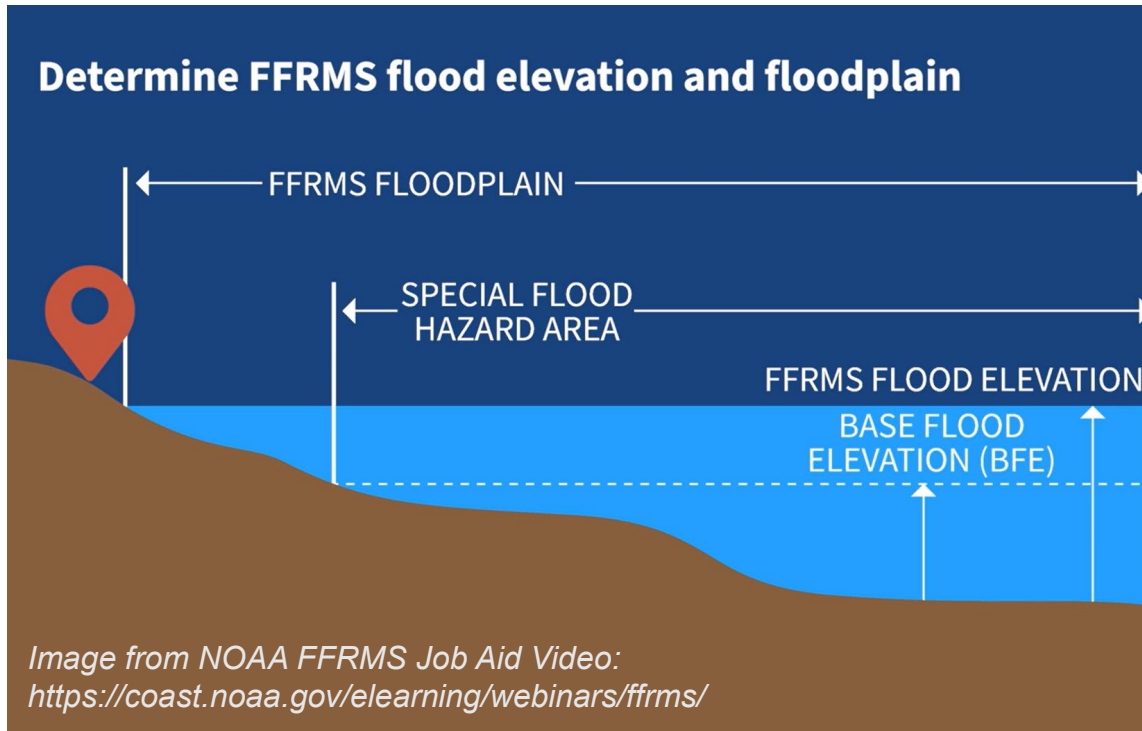 Determine FFRMS flood elevation and floodplain
FFRMS FLOODPLAIN
SPECIAL FLOOD
HAZARD AREA
FFRMS FLOOD ELEVATION
BASE FLOOD
ELEVATION (BFE)
Image from NOAA FFRMS Job Aid Video:
https://coast.noaa.gov/elearning/webinars/ffrms/